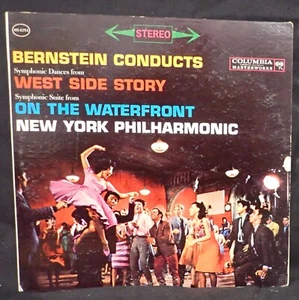 STEREO
BERNSTEIN CONDUCTS
Symphonic Dances from
WEST SIDE STORY
Symphonic Suite from
ON THE WATERFRONT
NEW YORK PHILHARMONIC
COLUMBIA
MASTERWORKS